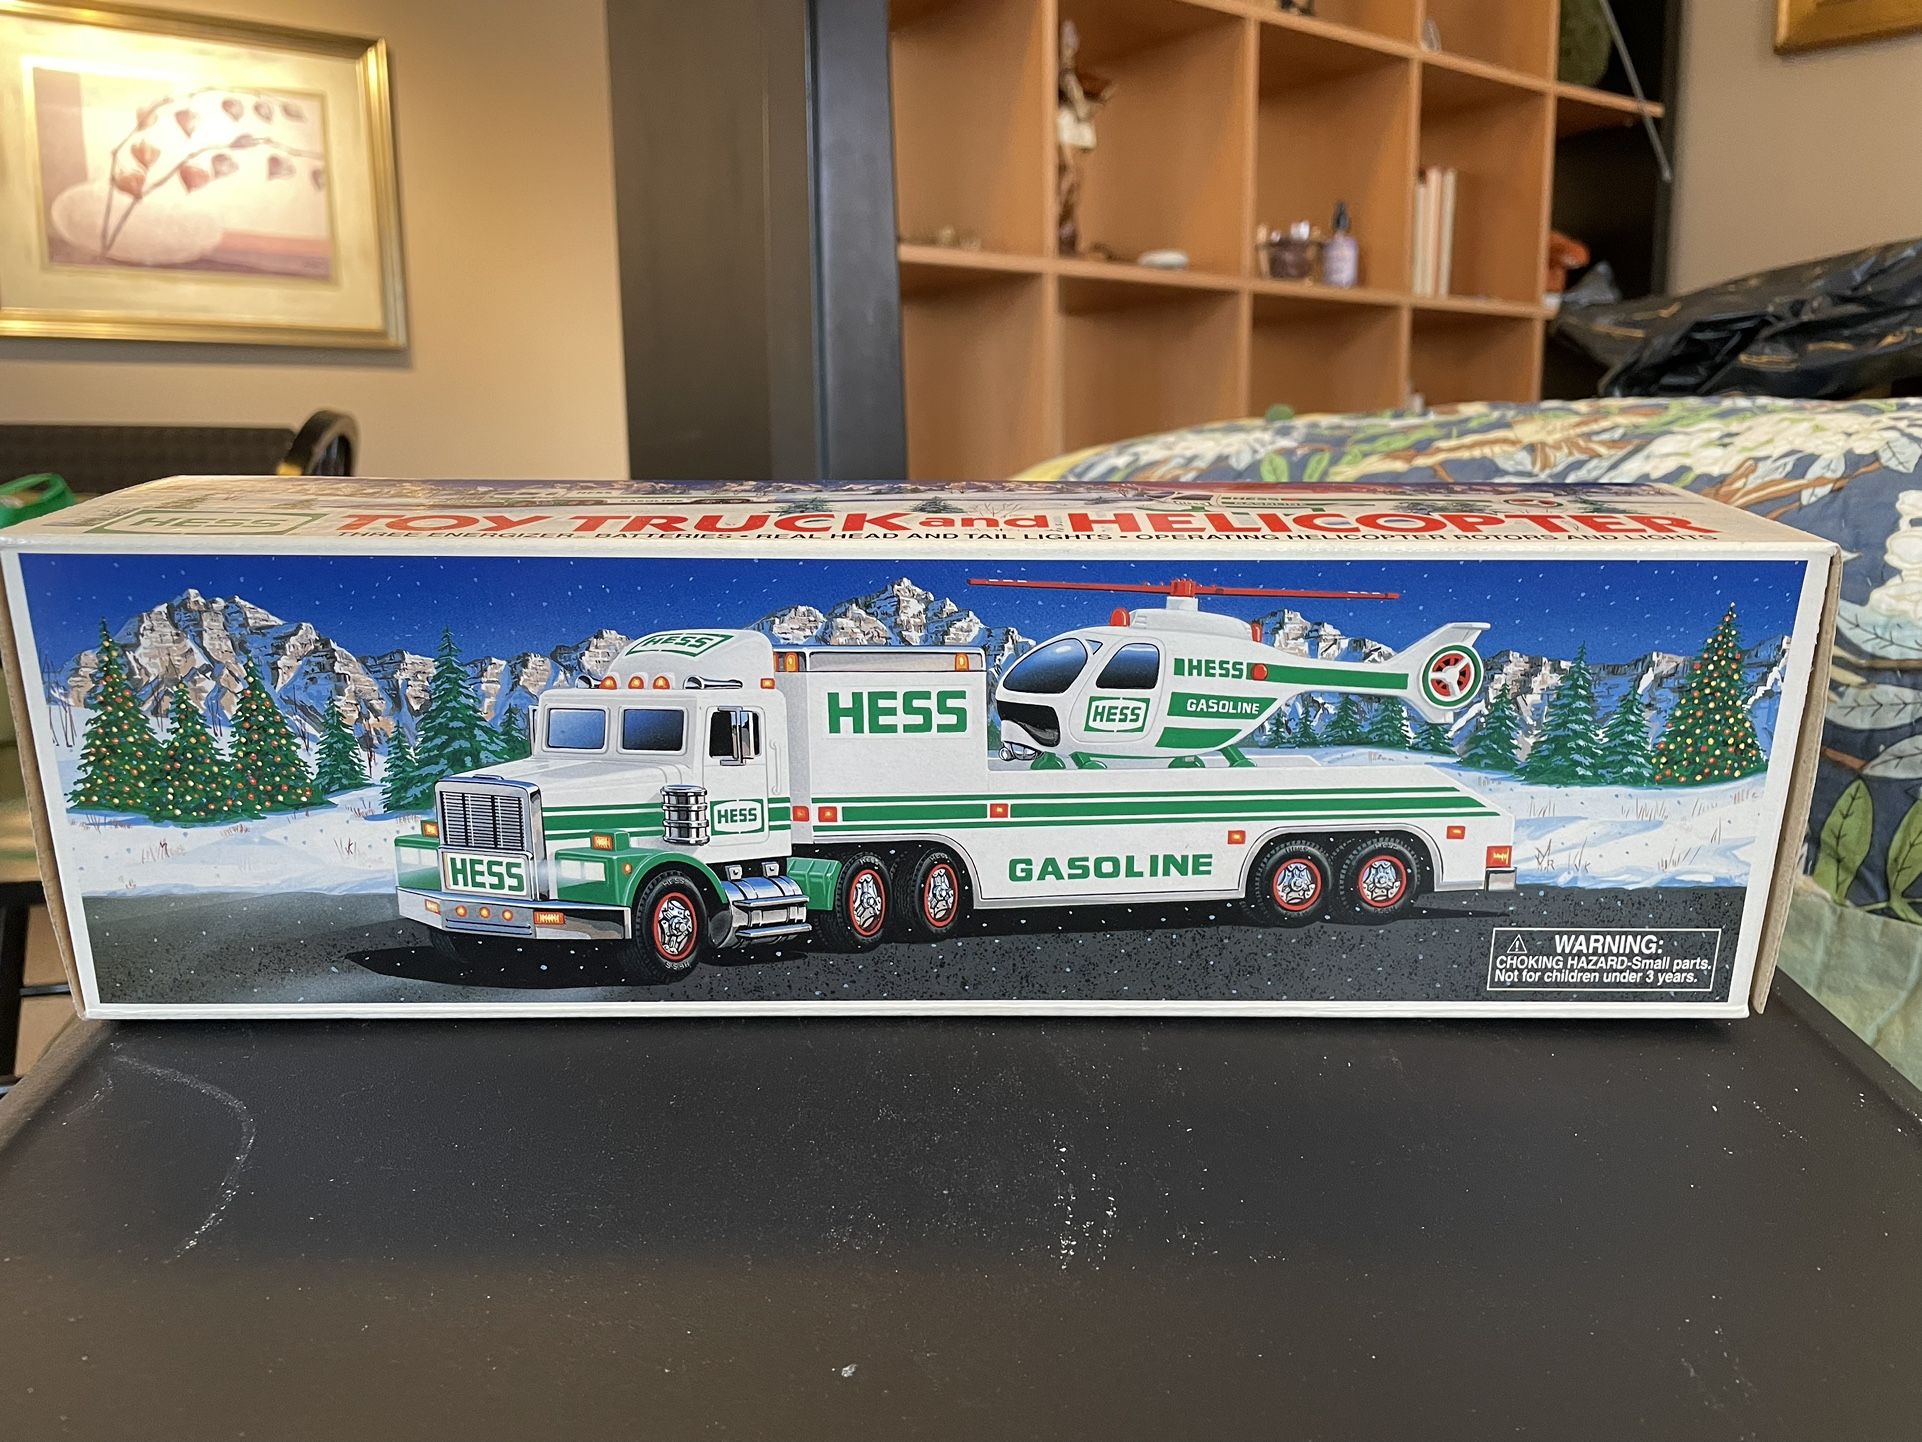 HESS TOY TRUCK and HELICOPTER
THREE ENERGIZER BATTERIES • REAL HEAD AND TAIL LIGHTS • OPERATING HELICOPTER ROTORS AND LIGHTS
HESS
HESS
HESS
GASOLINE
HESS
HESS
HESS
GASOLINE
WARNING:
CHOKING HAZARD-Small parts.
Not for children under 3 years.